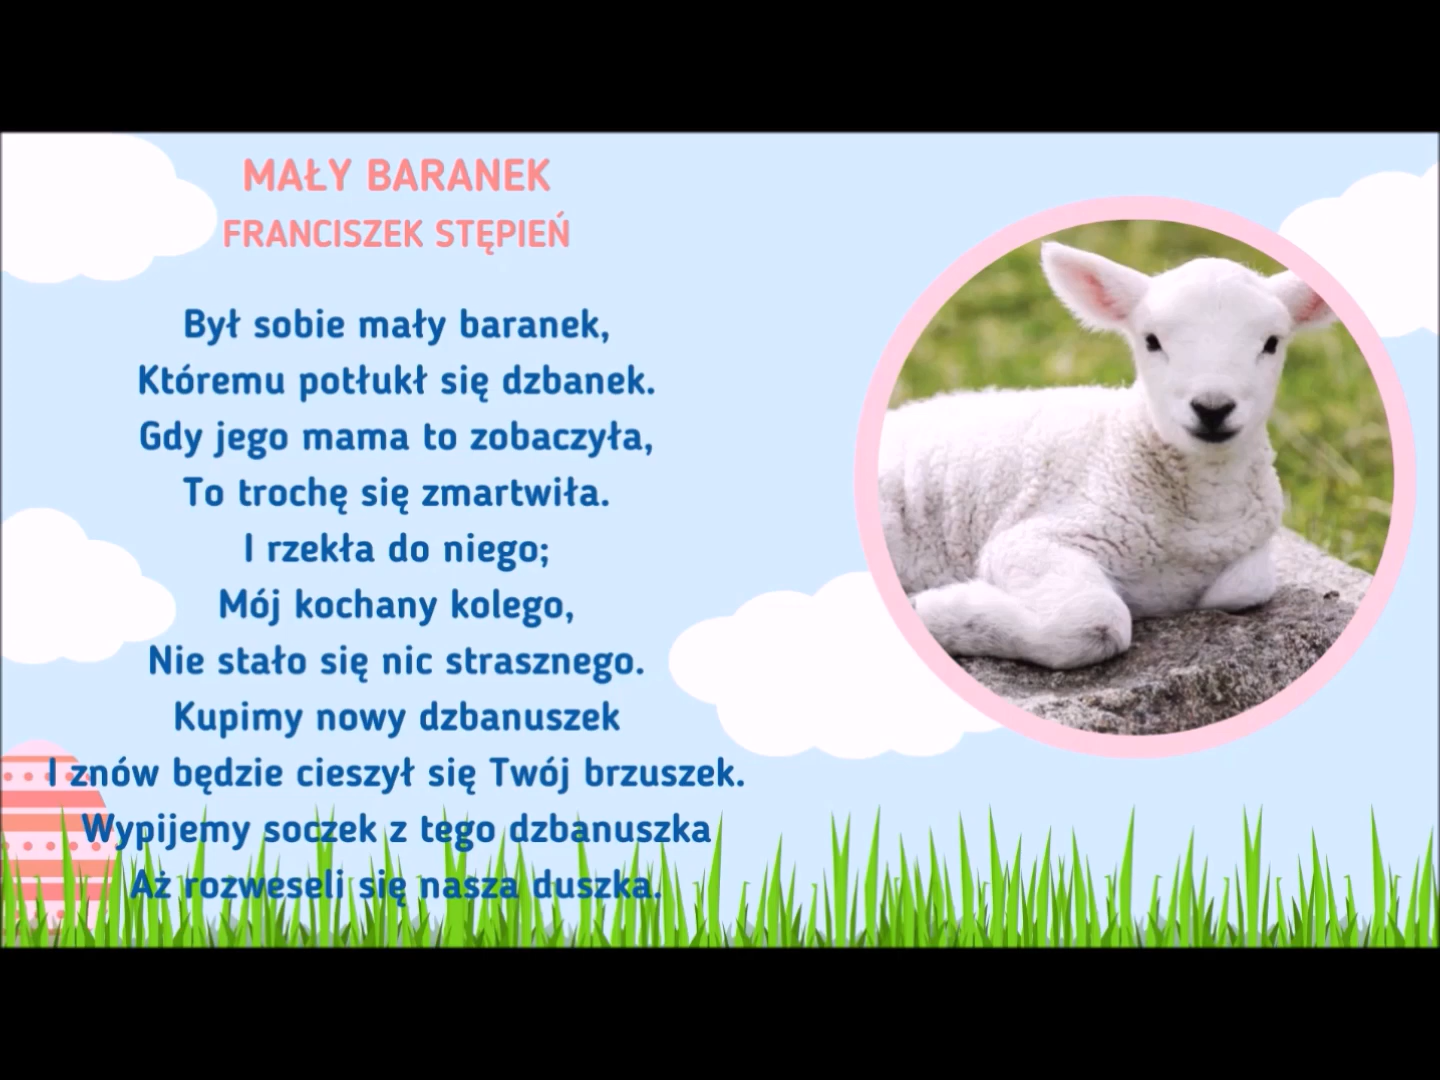 MAŁY BARANEK
FRANCISZEK STĘPIEŃ
Był sobie mały baranek,
Któremu potłukł się dzbanek.
Gdy jego mama to zobaczyła,
To trochę się zmartwiła.
I rzekła do niego;
Mój kochany kolego,
Nie stało się nic strasznego.
Kupimy nowy dzbanuszek
I znów będzie cieszył się Twój brzuszek.
Wypijemy soczek z tego dzbanuszka
Aż rozweseli się nasza duszka.